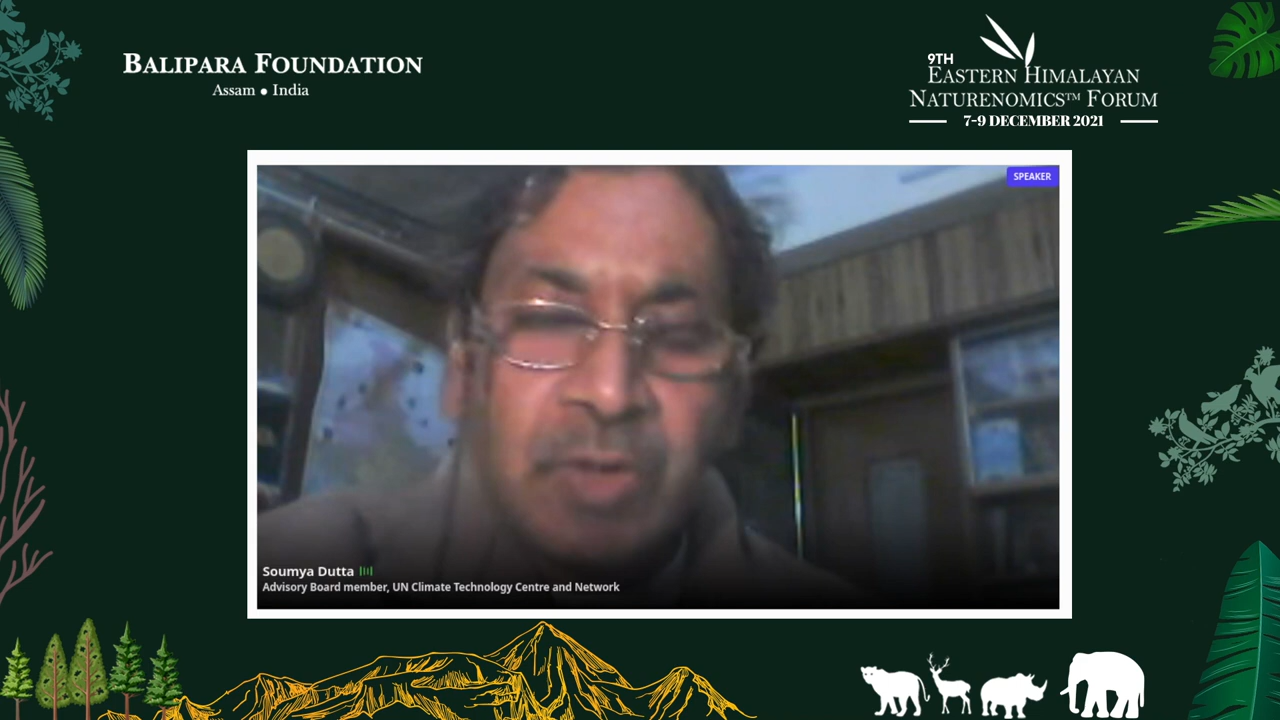 BALIPARA FOUNDATION
Assam ● India
9TH
EASTERN HIMALAYAN
NATURENOMICS™ FORUM
7-9 DECEMBER 2021
SPEAKER
Soumya Dutta
Advisory Board member, UN Climate Technology Centre and Network